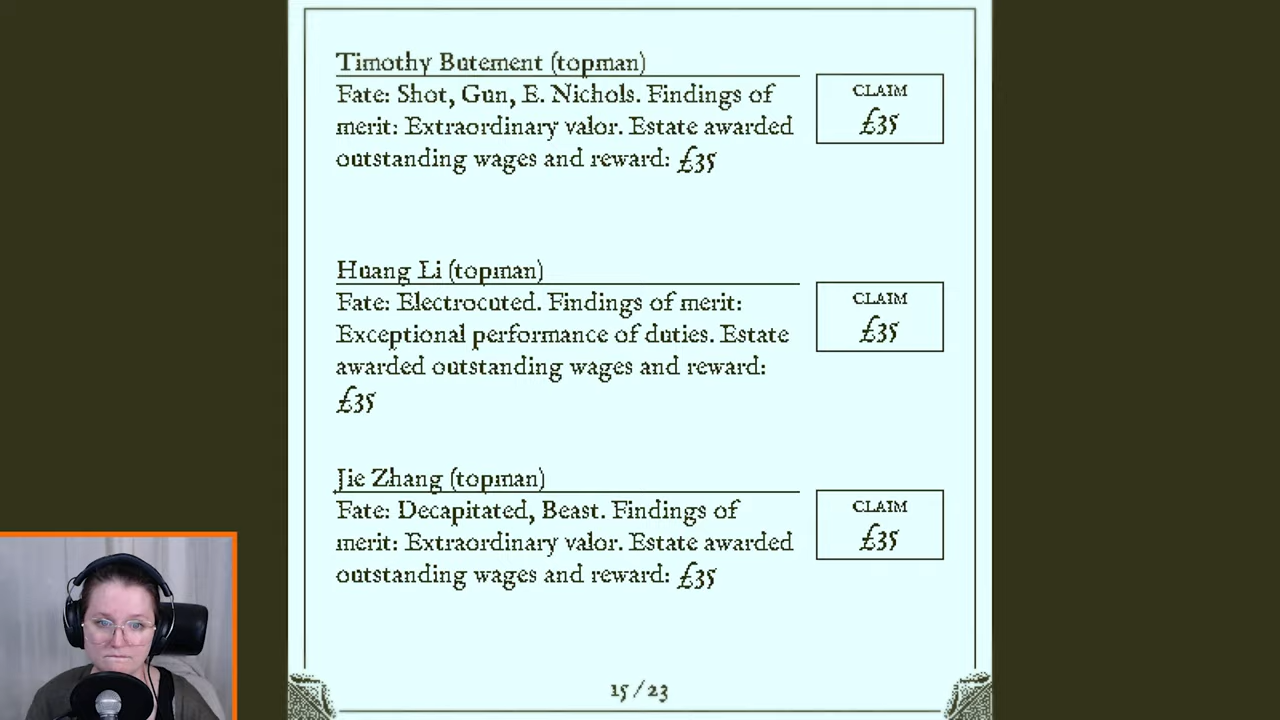 Timothy Butement (topman)
Fate: Shot, Gun, E. Nichols. Findings of
merit: Extraordinary valor. Estate awarded
outstanding wages and reward: £35
CLAIM
£35
Huang Li (topman)
Fate: Electrocuted. Findings of merit:
Exceptional performance of duties. Estate
awarded outstanding wages and reward:
£35
CLAIM
£35
Jie Zhang (topman)
Fate: Decapitated, Beast. Findings of
merit: Extraordinary valor. Estate awarded
outstanding wages and reward: £35
CLAIM
£35
15/23